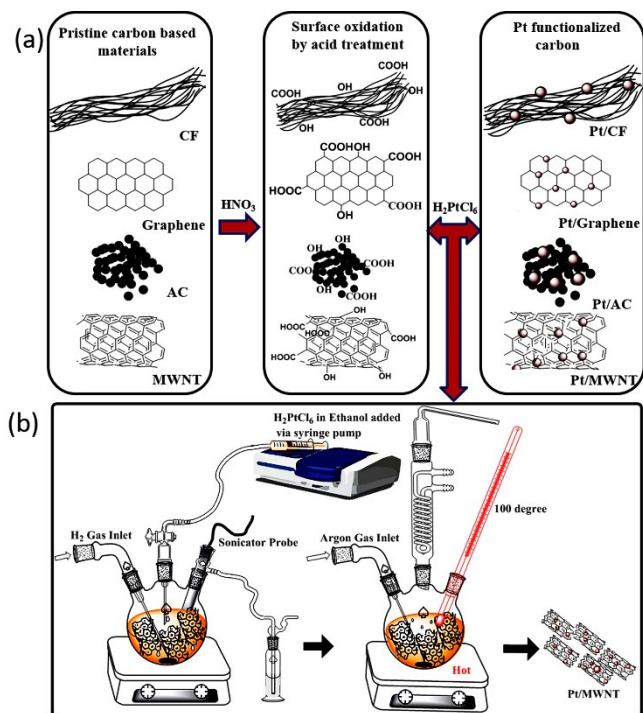 (a)
Pristine carbon based
materials
CF
Graphene
AC
MWNT
HNO₃
Surface oxidation
by acid treatment
COOH
COOH
OH
OH
COOH
OH
COOHOH
COOH
HOOC
COOH
OH
OH
OH
COOH
COOH
OH
COOH
OH
HOOC
HOOC
COOH
HOOC
OH
OH
H₂PtCl₆
Pt functionalized
carbon
Pt/CF
Pt/Graphene
Pt/AC
Pt/MWNT
(b)
H₂PtCl₆ in Ethanol added
via syringe pump
H₂ Gas Inlet
Sonicator Probe
Argon Gas Inlet
100 degree
Hot
Pt/MWNT